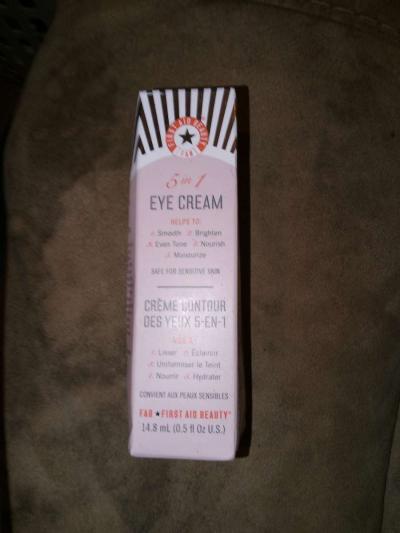 FIRST AID BEAUTY
FAB
5 in 1
EYE CREAM
HELPS TO:
Smooth Brighten
Even Tone Nourish
Moisturize
SAFE FOR SENSITIVE SKIN
CRÈME CONTOUR
DES YEUX 5-EN-1
AIDE À:
Lisser Éclaircir
Uniformiser le Teint
Nourrir Hydrater
CONVIENT AUX PEAUX SENSIBLES
FAB ★ FIRST AID BEAUTY®
14.8 mL (0.5 fl Oz U.S.)